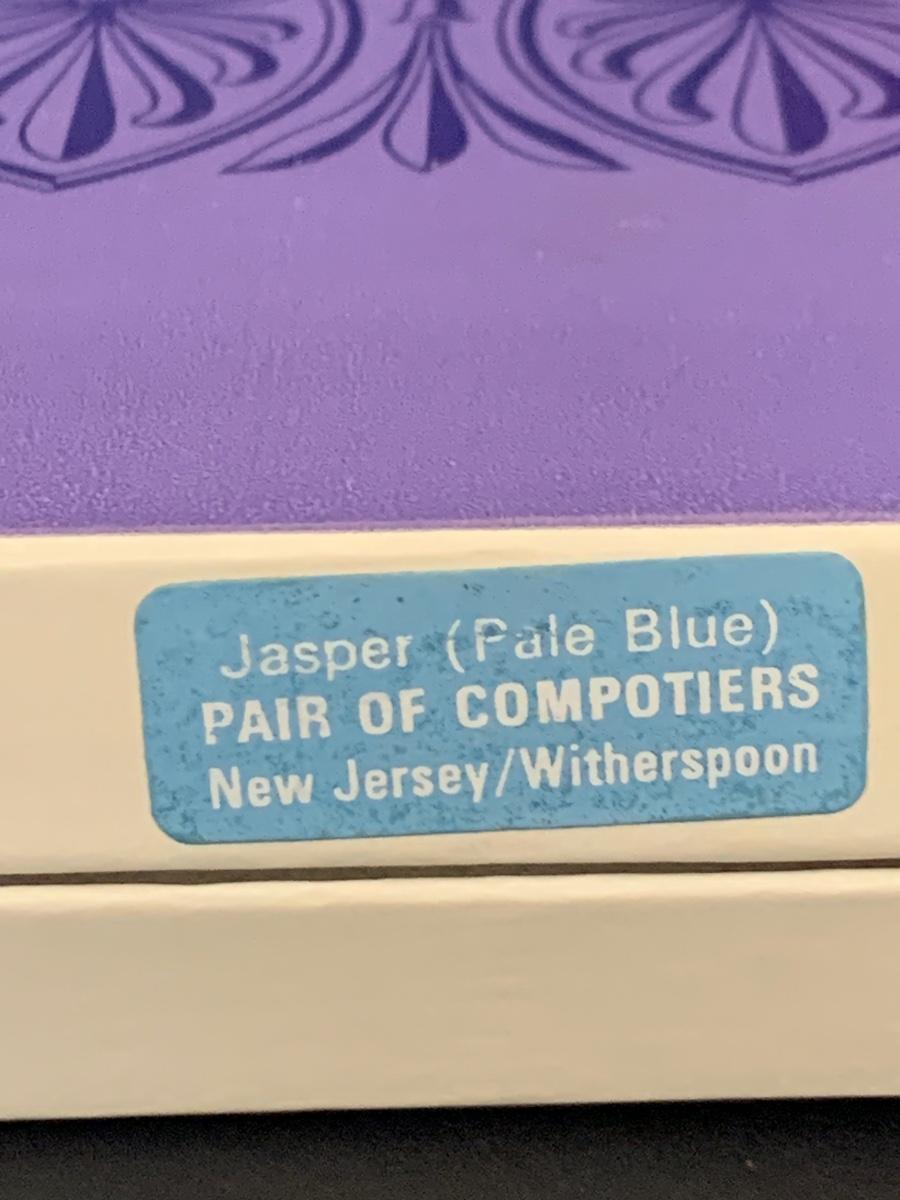 Jasper (Pale Blue)
PAIR OF COMPOTIERS
New Jersey/Witherspoon